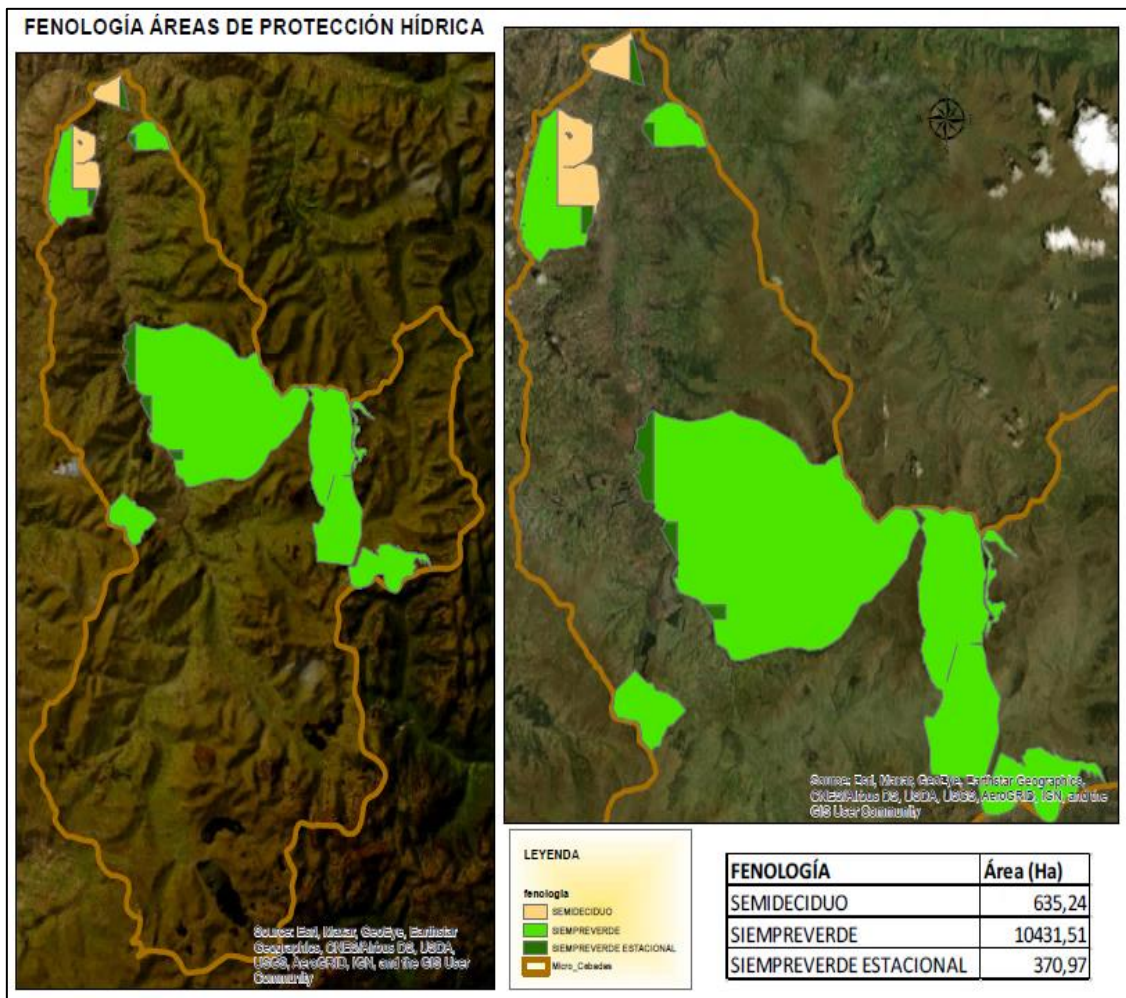 FENOLOGÍA ÁREAS DE PROTECCIÓN HÍDRICA
Source: Esri, Maxar, GeoEye, Earthstar
Geographics, CNES/Airbus DS, USDA,
USGS, AeroGRID, IGN, and the GIS User
Community
Source: Esri, Maxar, GeoEye, Earthstar Geographics,
CNES/Airbus DS, USDA, USGS, AeroGRID, IGN, and the
GIS User Community
LEYENDA
fenologia
SEMIDECIDUO
SIEMPREVERDE
SIEMPREVERDE ESTACIONAL
Micro_Cebadas
FENOLOGÍA Área (Ha)
SEMIDECIDUO 635,24
SIEMPREVERDE 10431,51
SIEMPREVERDE ESTACIONAL 370,97